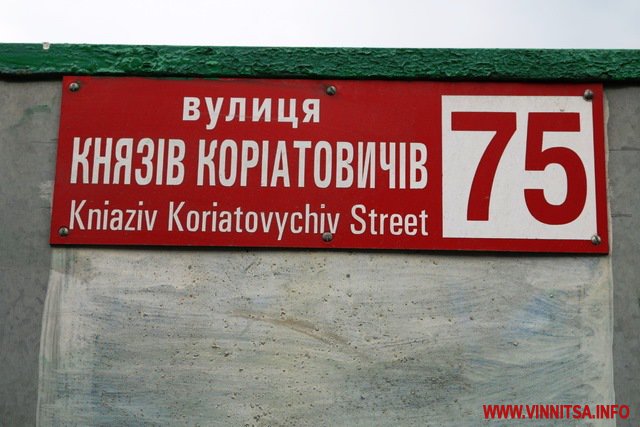 вулиця
КНЯЗІВ КОРІАТОВИЧІВ
Kniaziv Koriatovychiv Street
75
WWW.VINNITSA.INFO